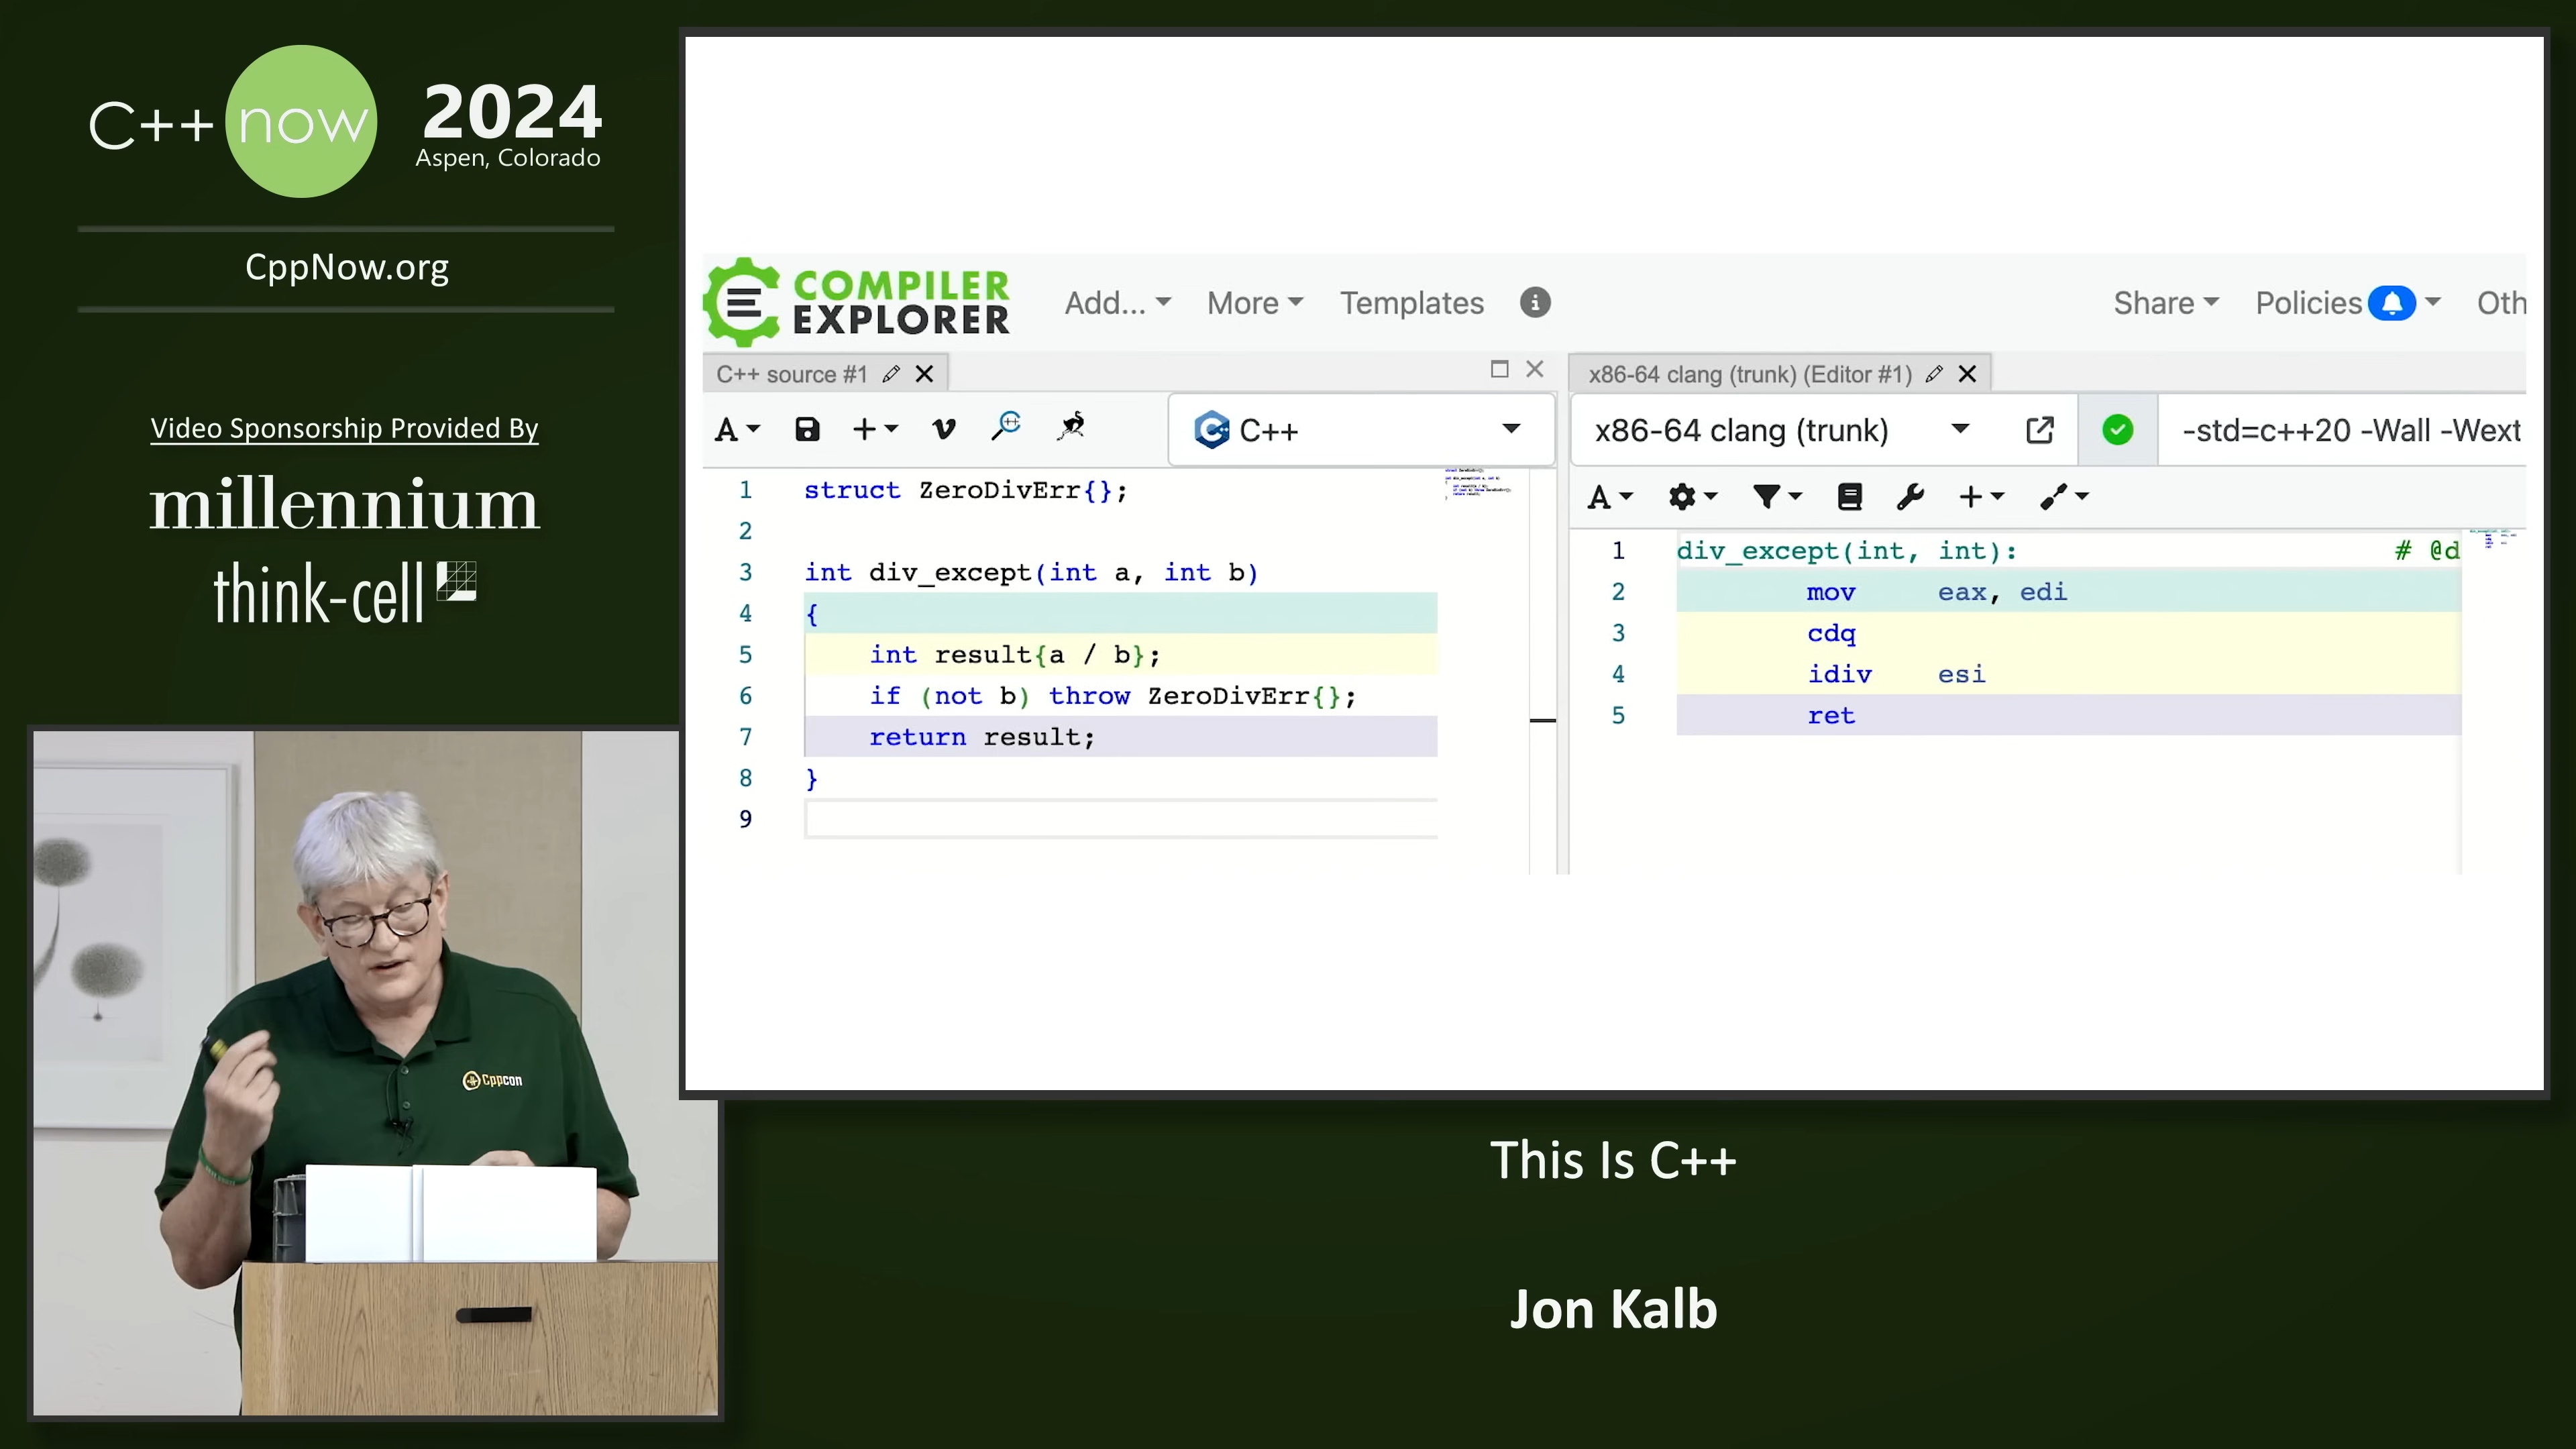 C++ now 2024
Aspen, Colorado
CppNow.org
Video Sponsorship Provided By
millennium
think-cell
COMPILER
EXPLORER
Add... More Templates
Share Policies Oth
C++ source #1
A + C++
1 struct ZeroDivErr{};
2
3 int div_except(int a, int b)
4 {
5 int result{a / b};
6 if (not b) throw ZeroDivErr{};
7 return result;
8 }
9
x86-64 clang (trunk) (Editor #1)
x86-64 clang (trunk) -std=c++20 -Wall -Wext
A +
1 div_except(int, int): # @d
2 mov eax, edi
3 cdq
4 idiv esi
5 ret
Cppcon
This Is C++
Jon Kalb